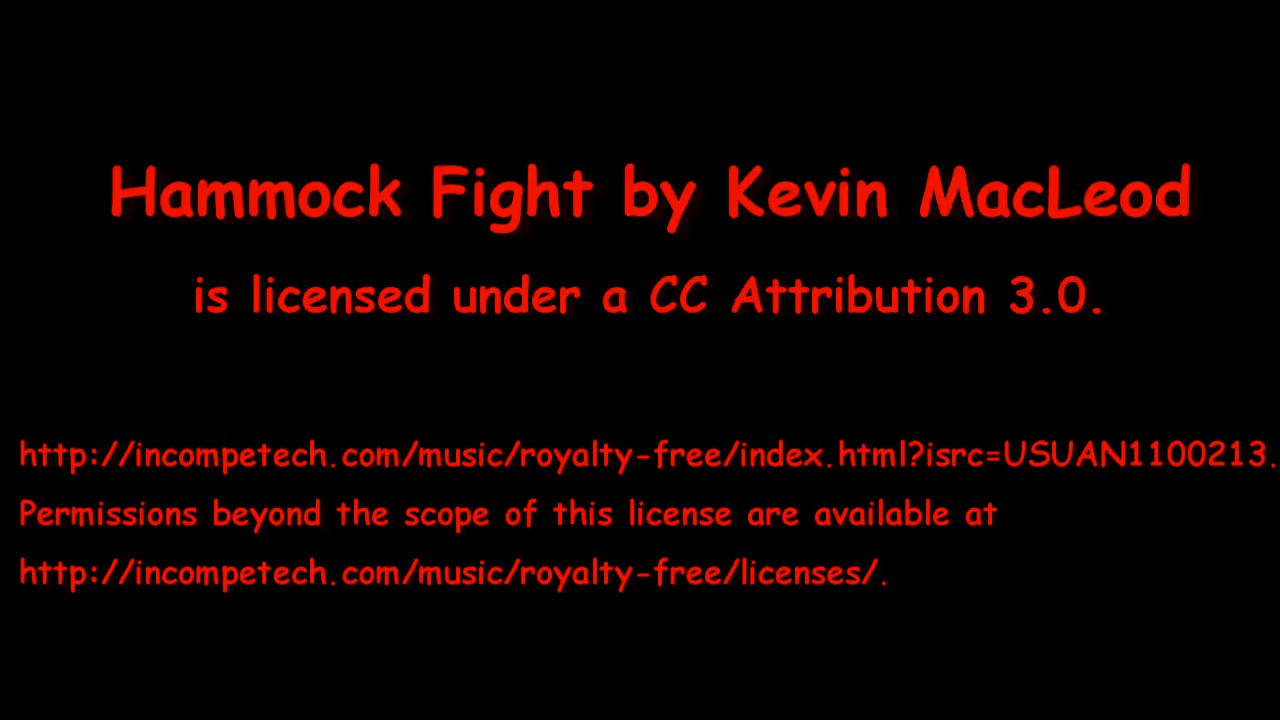 Hammock Fight by Kevin MacLeod
is licensed under a CC Attribution 3.0.
http://incompetech.com/music/royalty-free/index.html?isrc=USUAN1100213.
Permissions beyond the scope of this license are available at
http://incompetech.com/music/royalty-free/licenses/.